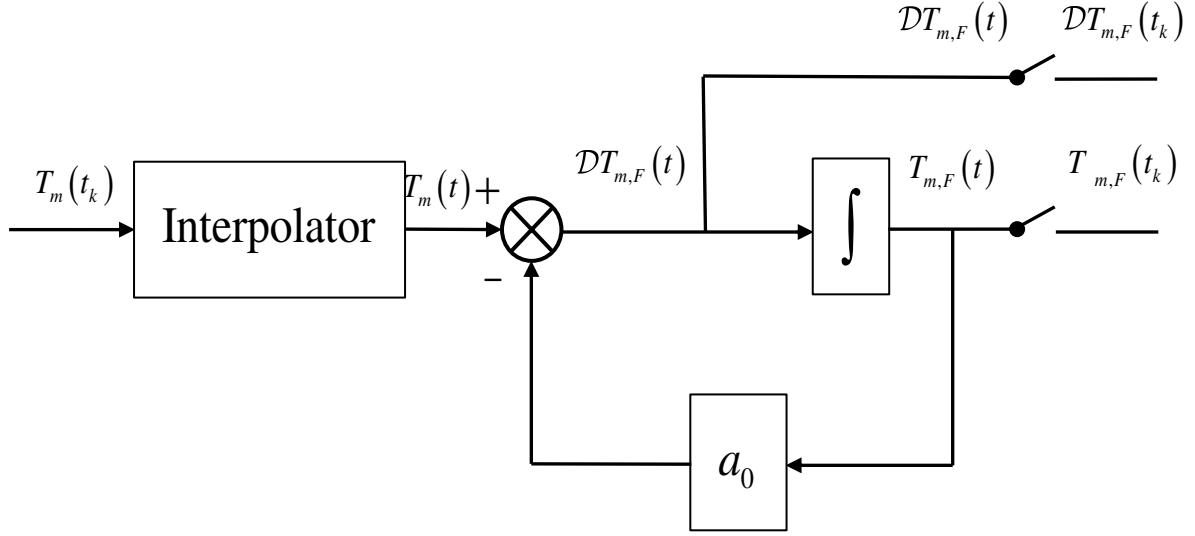 𝒟T_{m,F}(t) 𝒟T_{m,F}(t_k)
T_m(t_k)
Interpolator
T_m(t) +
𝒟T_{m,F}(t)
∫
T_{m,F}(t)
T_{m,F}(t_k)
−
a_0